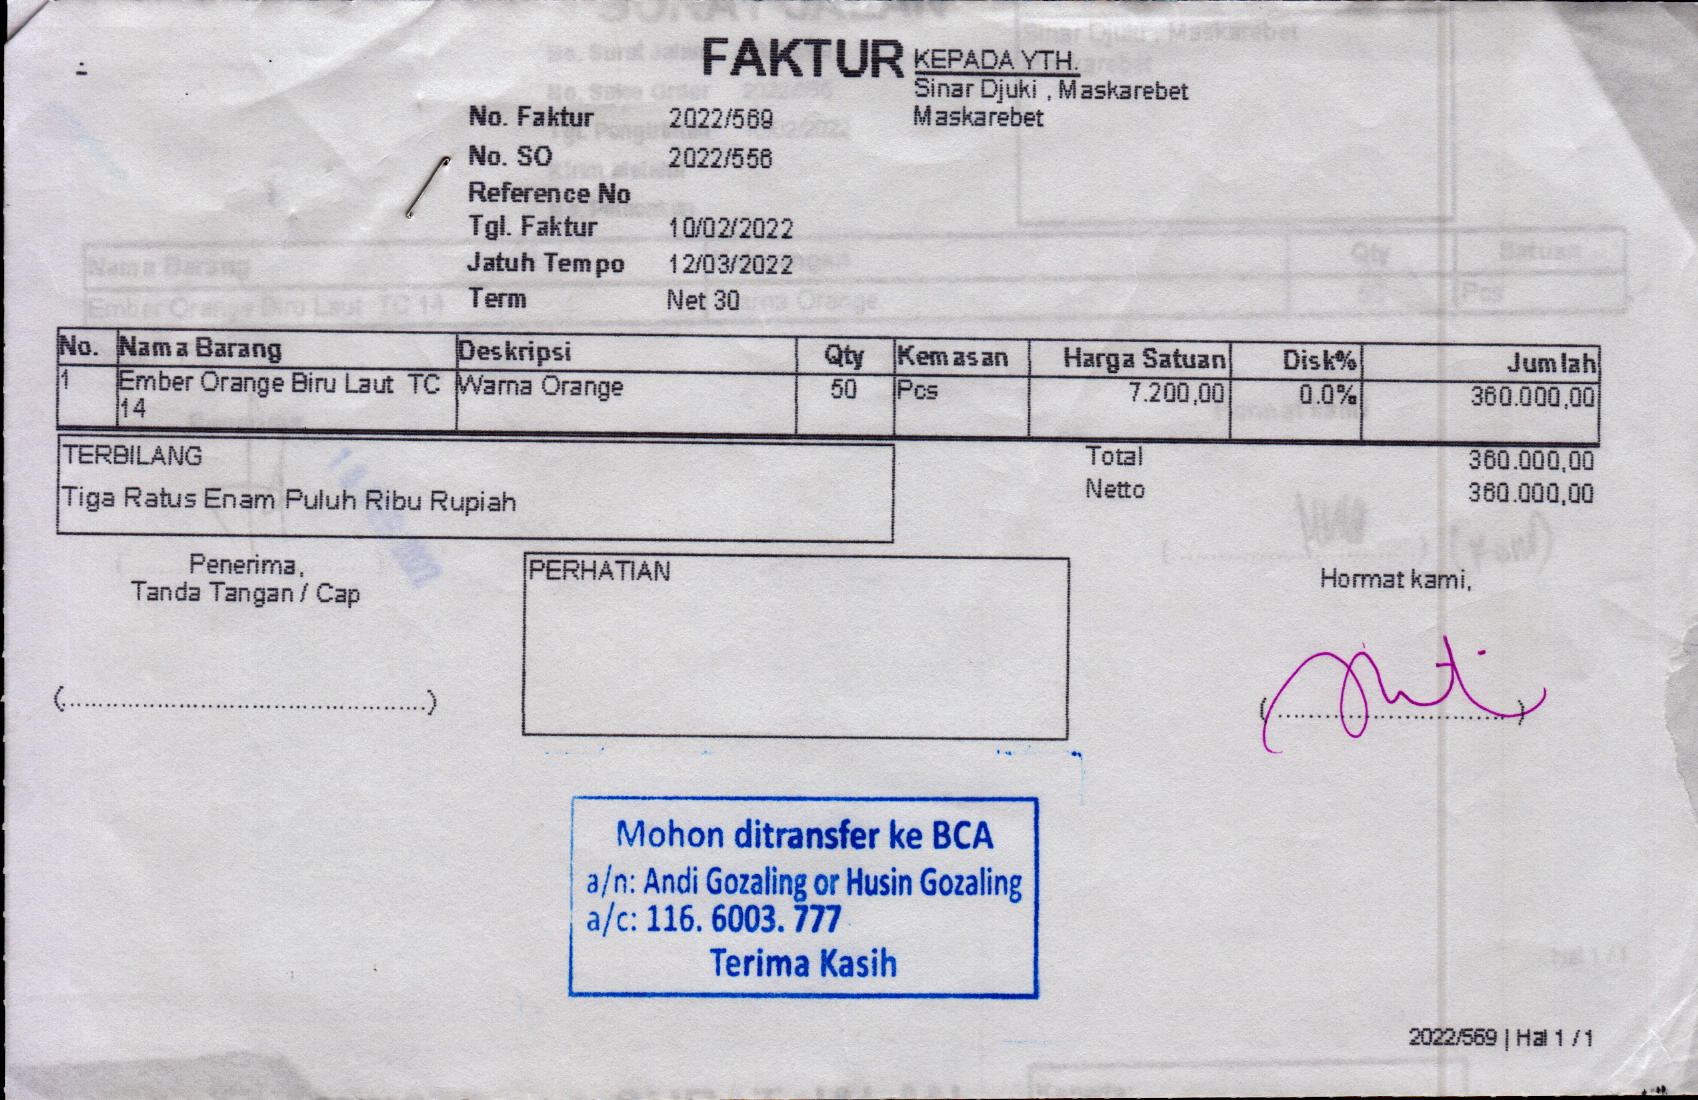 FAKTUR
KEPADA YTH.
Sinar Djuki , Maskarebet
Maskarebet
No. Faktur 2022/569
No. SO 2022/556
Reference No
Tgl. Faktur 10/02/2022
Jatuh Tempo 12/03/2022
Term Net 30
No. Nama Barang Deskripsi Qty Kemasan Harga Satuan Disk% Jumlah
1 Ember Orange Biru Laut TC 14 Warna Orange 50 Pcs 7.200,00 0.0% 360.000,00
TERBILANG
Tiga Ratus Enam Puluh Ribu Rupiah
Total 360.000,00
Netto 360.000,00
Penerima,
Tanda Tangan / Cap
(..............................................)
PERHATIAN
Hormat kami,
(..............................)
Mohon ditransfer ke BCA
a/n: Andi Gozaling or Husin Gozaling
a/c: 116. 6003. 777
Terima Kasih
2022/569 | Hal 1 / 1